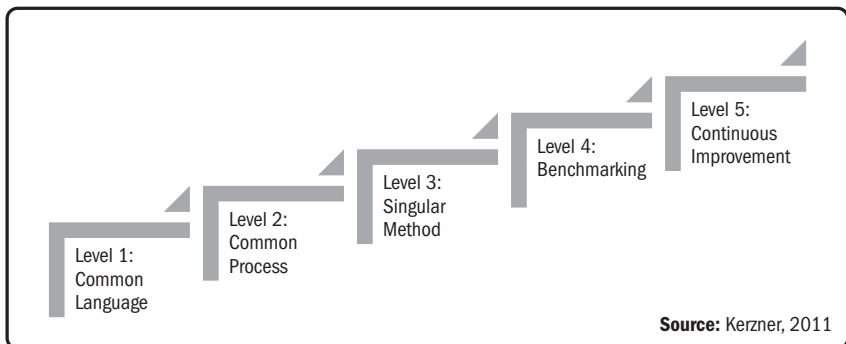 Level 1:
Common
Language
Level 2:
Common
Process
Level 3:
Singular
Method
Level 4:
Benchmarking
Level 5:
Continuous
Improvement
Source: Kerzner, 2011